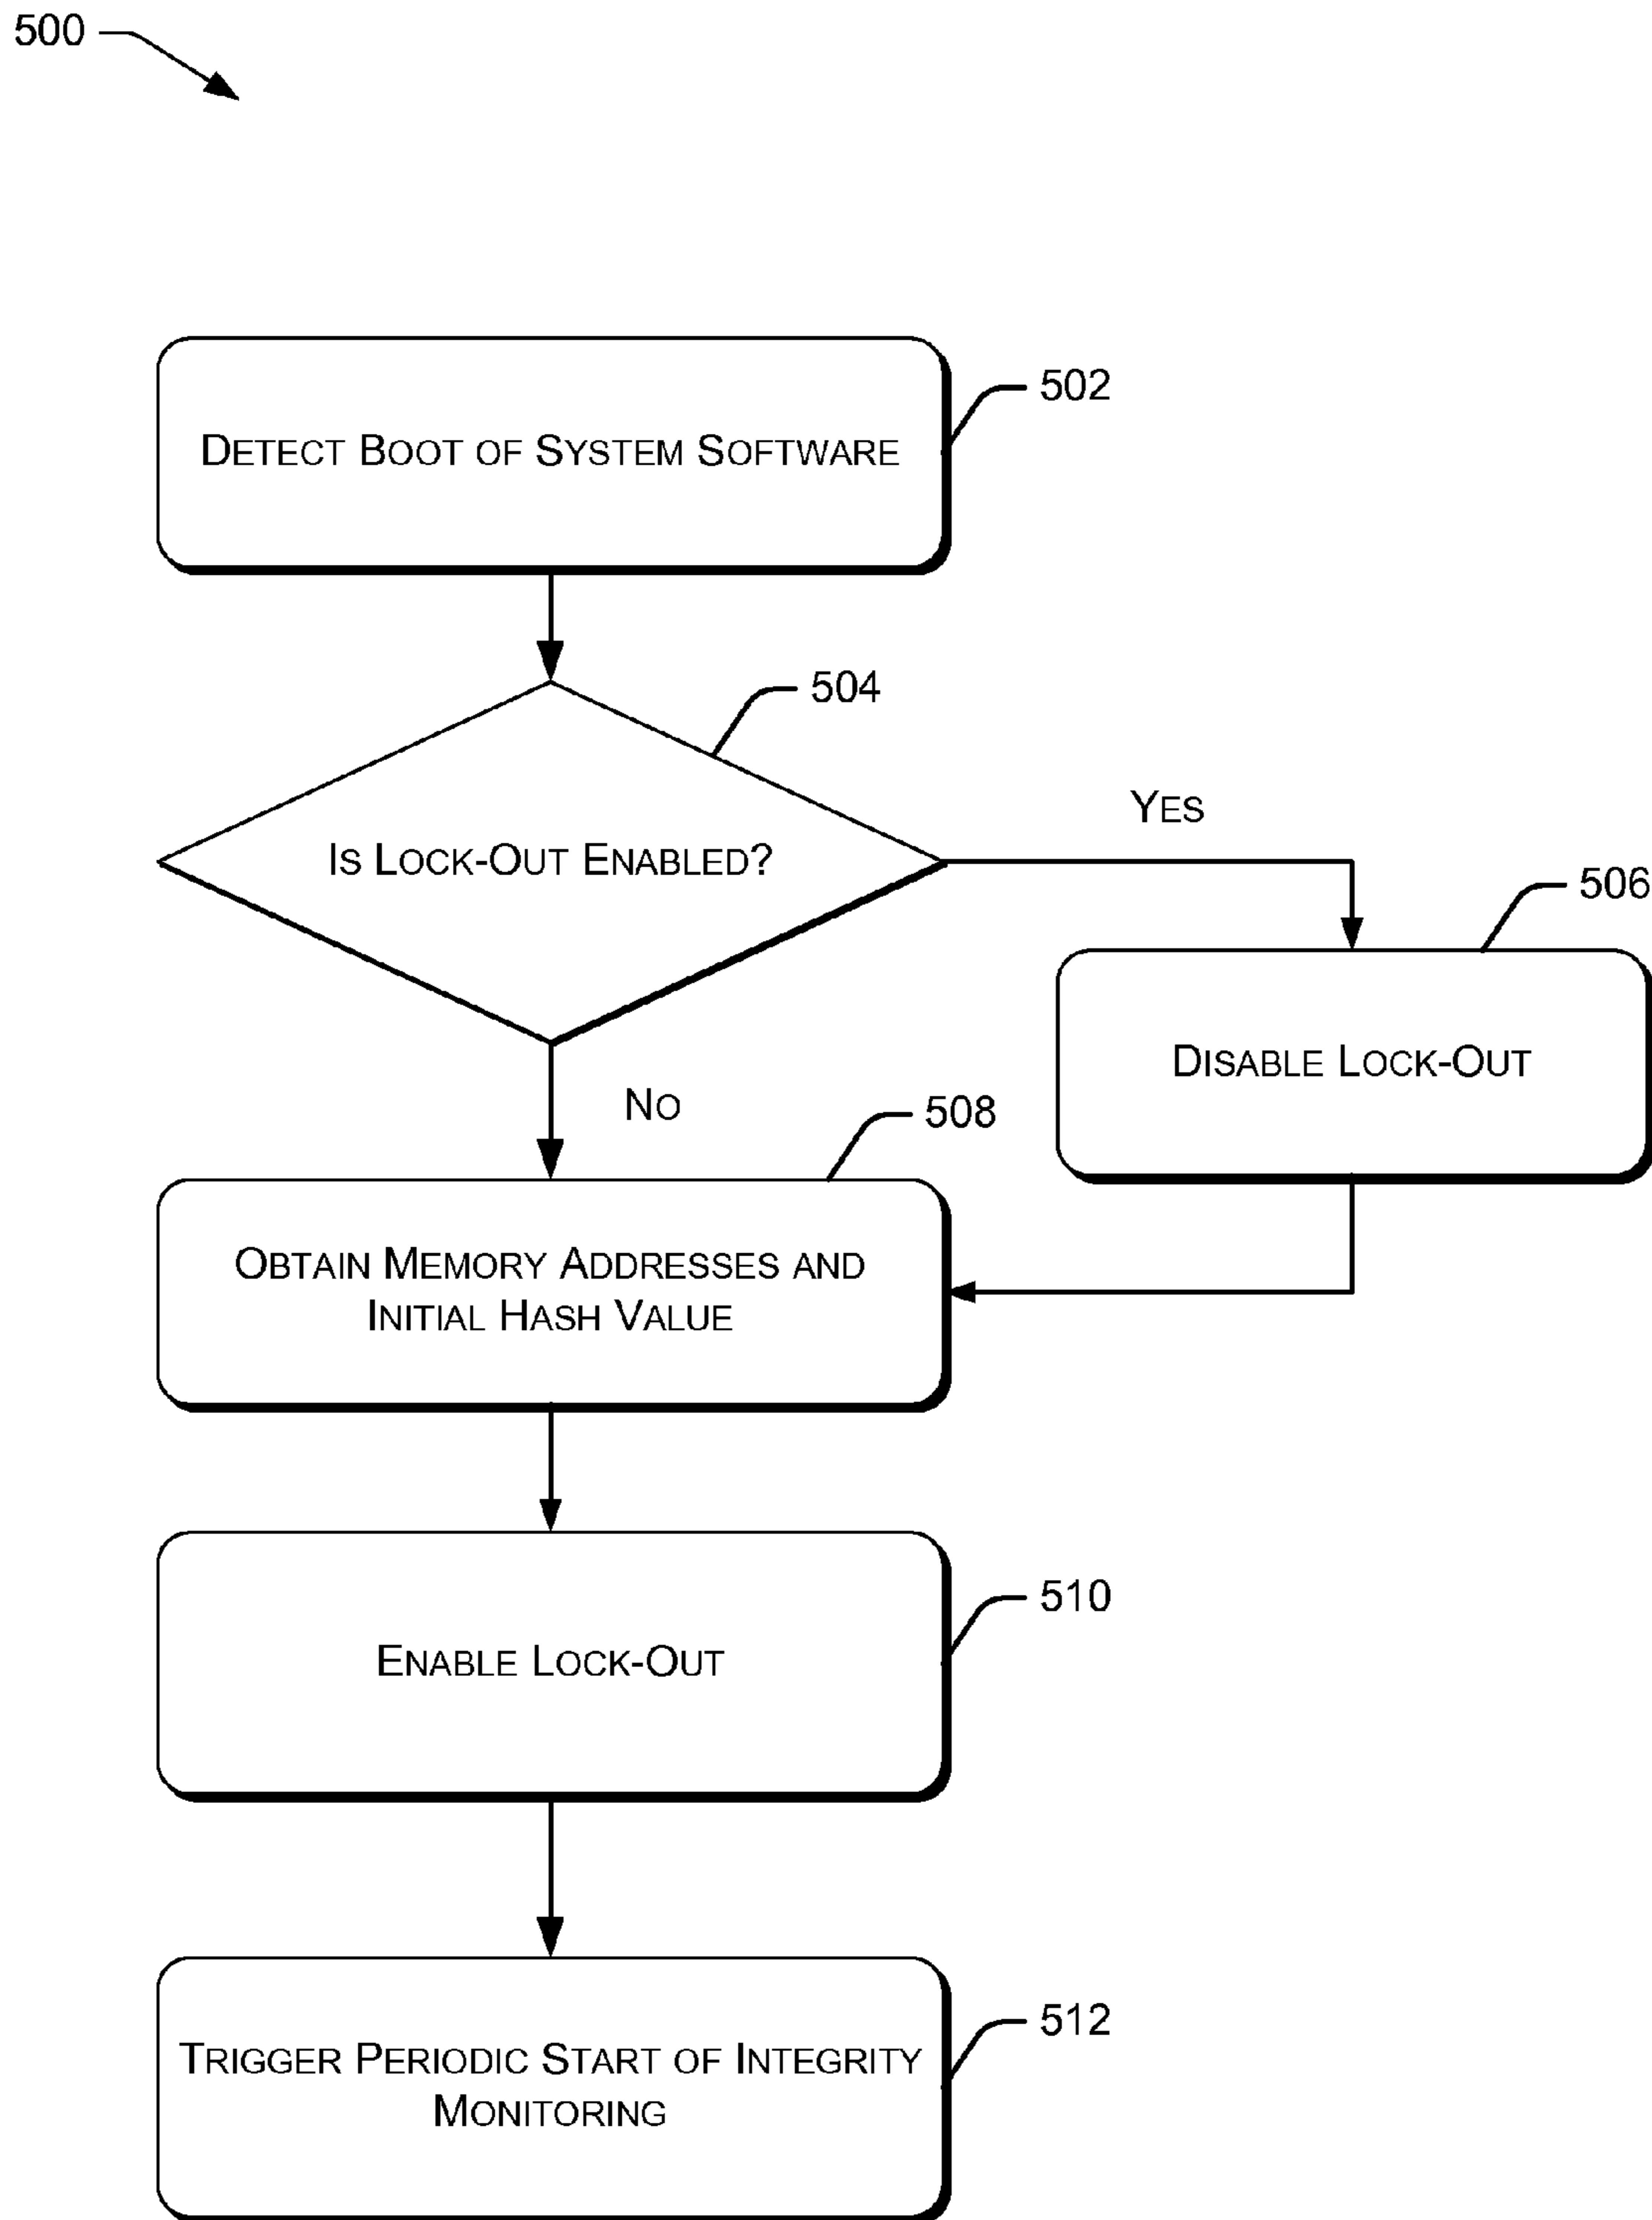 500
502
DETECT BOOT OF SYSTEM SOFTWARE
504
IS LOCK-OUT ENABLED?
YES
506
DISABLE LOCK-OUT
NO
508
OBTAIN MEMORY ADDRESSES AND
INITIAL HASH VALUE
510
ENABLE LOCK-OUT
512
TRIGGER PERIODIC START OF INTEGRITY
MONITORING